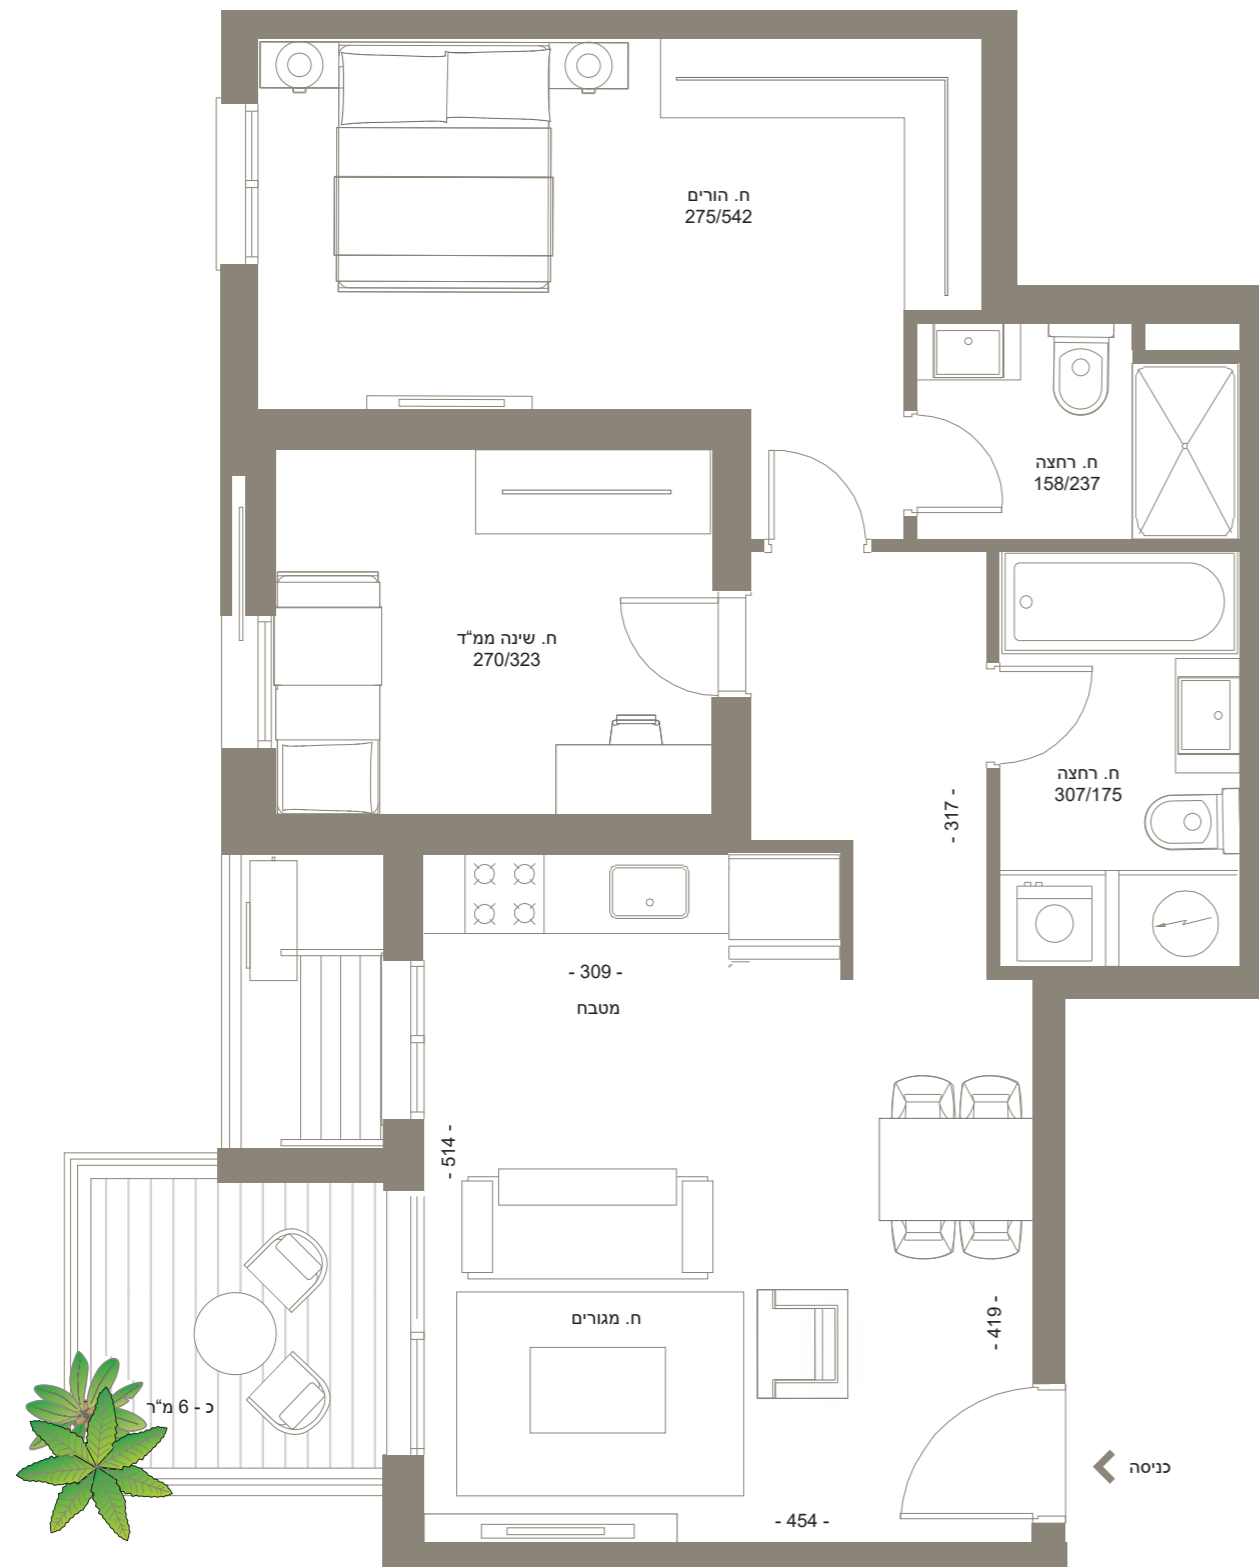 ח. הורים
275/542
ח. רחצה
158/237
ח. שינה ממ"ד
270/323
ח. רחצה
307/175
- 317 -
- 309 -
מטבח
- 514 -
ח. מגורים
- 419 -
כ - 6 מ"ר
כניסה
- 454 -